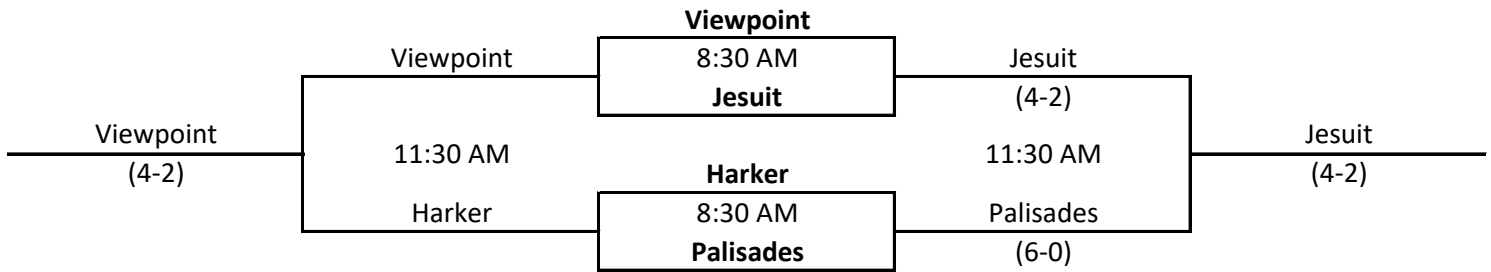 Viewpoint
Viewpoint 8:30 AM Jesuit
Jesuit (4-2)
Viewpoint Jesuit
11:30 AM 11:30 AM
(4-2) Harker (4-2)
Harker 8:30 AM Palisades
Palisades (6-0)